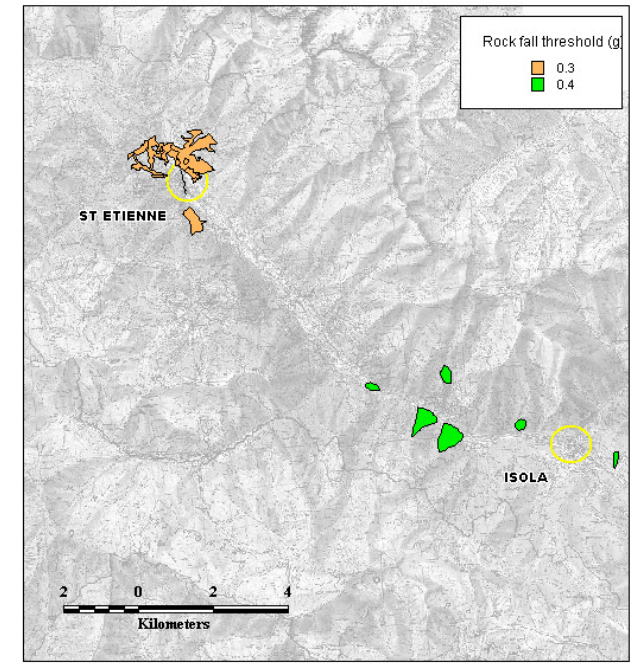 Rock fall threshold (g)
0.3
0.4
ST ETIENNE
ISOLA
2 0 2 4
Kilometers